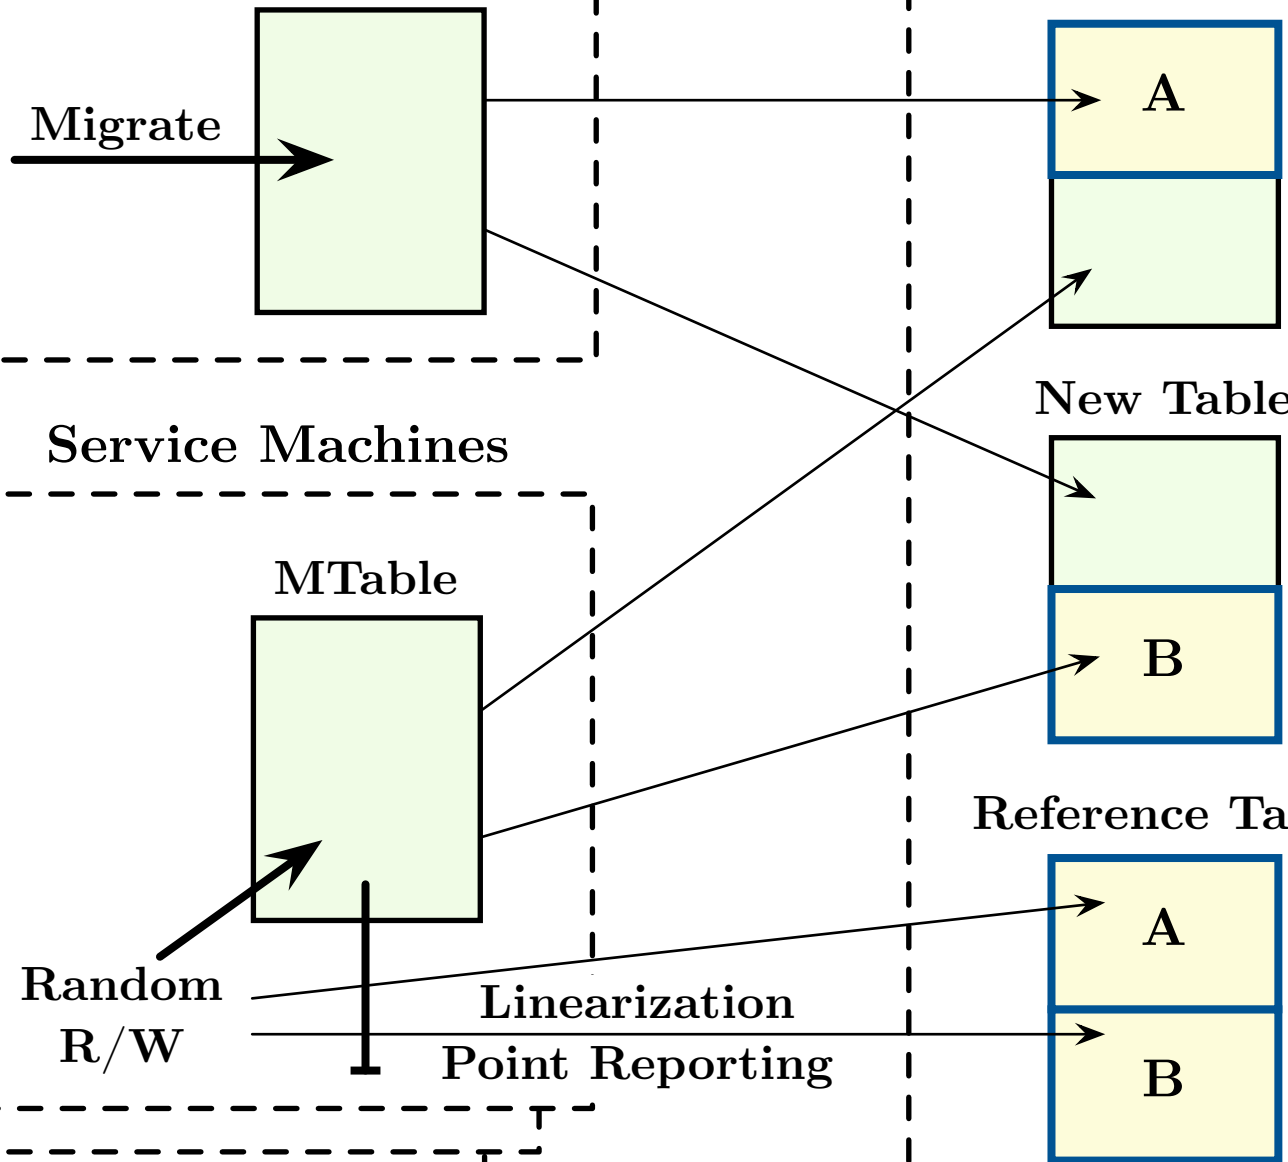 A
Migrate
New Table
Service Machines
MTable
B
Reference Ta
A
Random
R/W
Linearization
Point Reporting
B